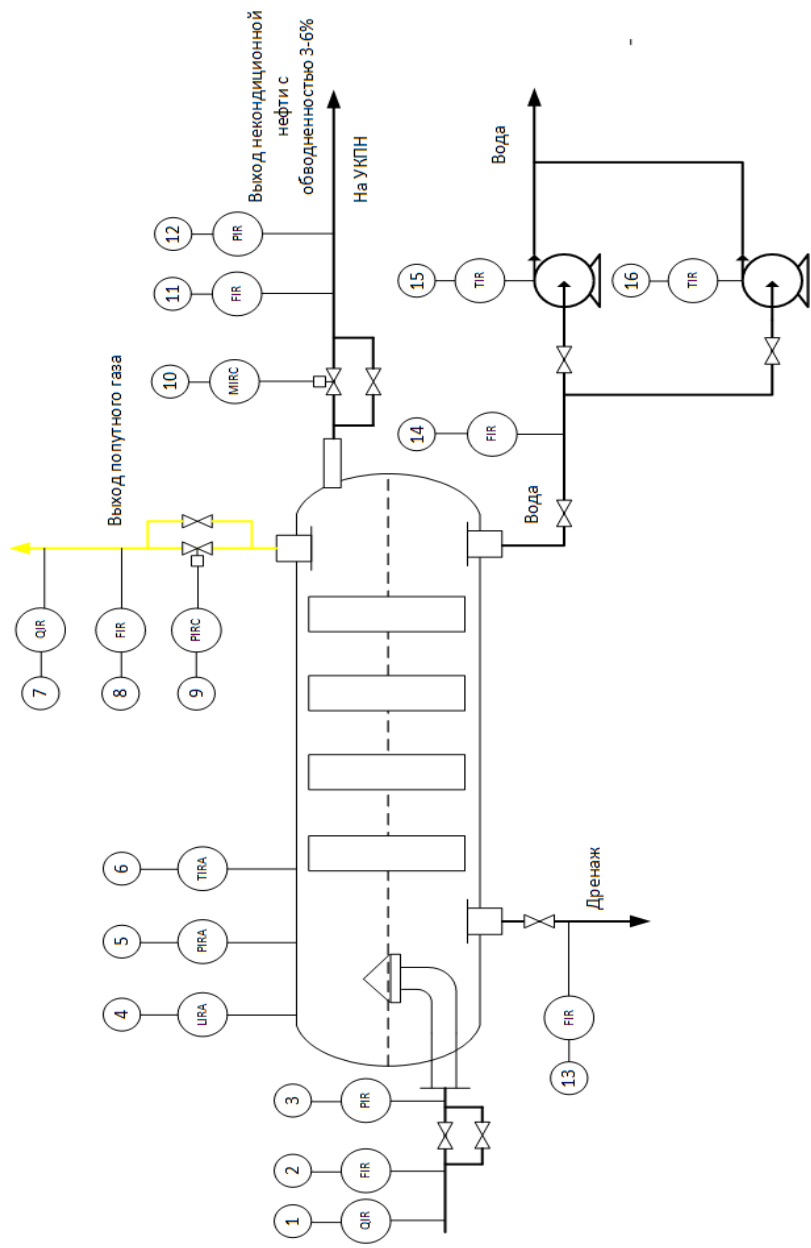 1
QIR
2
FIR
3
PIR
4
LIRA
5
PIRA
6
TIRA
7
QIR
8
FIR
9
PIRC
Выход попутного газа
10
MIRC
11
FIR
12
PIR
Выход некондиционной
нефти с
обводненностью 3-6%
На УКПН
13
FIR
Дренаж
Вода
14
FIR
15
TIR
Вода
16
TIR
-